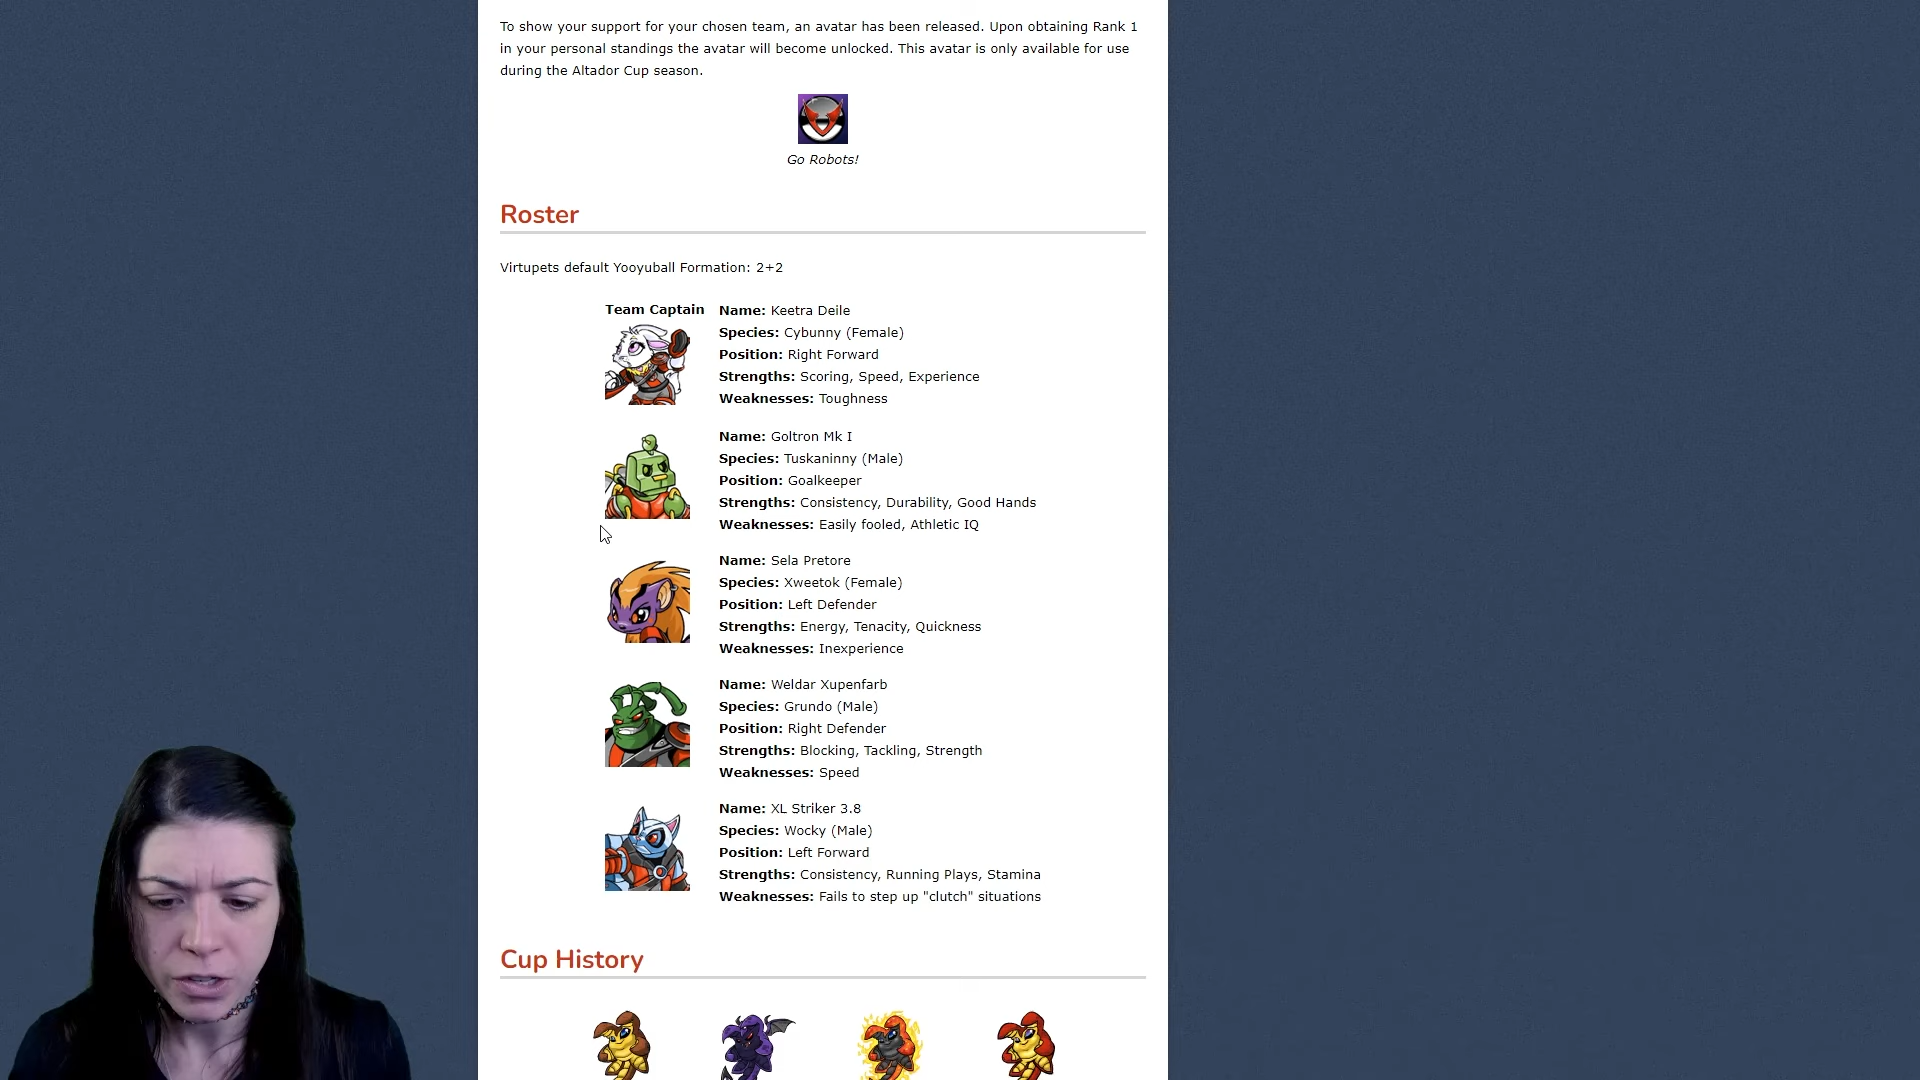 To show your support for your chosen team, an avatar has been released. Upon obtaining Rank 1
in your personal standings the avatar will become unlocked. This avatar is only available for use
during the Altador Cup season.
Go Robots!
Roster
Virtupets default Yooyuball Formation: 2+2
Team Captain
Name: Keetra Deile
Species: Cybunny (Female)
Position: Right Forward
Strengths: Scoring, Speed, Experience
Weaknesses: Toughness
Name: Goltron Mk I
Species: Tuskaninny (Male)
Position: Goalkeeper
Strengths: Consistency, Durability, Good Hands
Weaknesses: Easily fooled, Athletic IQ
Name: Sela Pretore
Species: Xweetok (Female)
Position: Left Defender
Strengths: Energy, Tenacity, Quickness
Weaknesses: Inexperience
Name: Weldar Xupenfarb
Species: Grundo (Male)
Position: Right Defender
Strengths: Blocking, Tackling, Strength
Weaknesses: Speed
Name: XL Striker 3.8
Species: Wocky (Male)
Position: Left Forward
Strengths: Consistency, Running Plays, Stamina
Weaknesses: Fails to step up "clutch" situations
Cup History